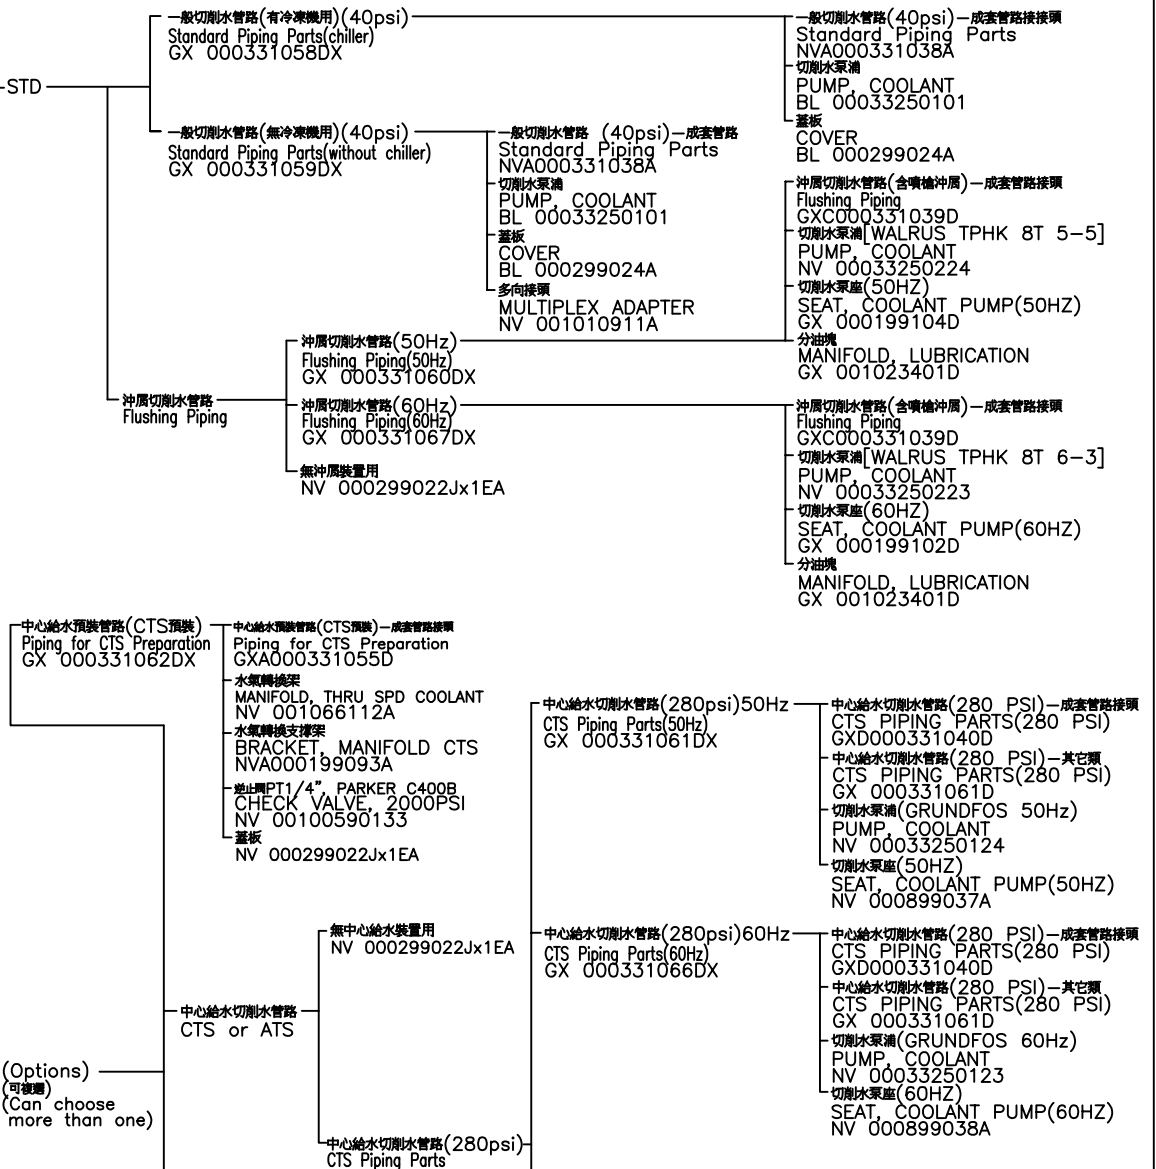 -STD
一般切削水管路(有冷凍機用)(40psi)
Standard Piping Parts(chiller)
GX 000331058DX
一般切削水管路(40psi)—成套管路接接頭
Standard Piping Parts
NVA000331038A
切削水泵浦
PUMP, COOLANT
BL 00033250101
蓋板
COVER
BL 000299024A
一般切削水管路(無冷凍機用)(40psi)
Standard Piping Parts(without chiller)
GX 000331059DX
一般切削水管路 (40psi)—成套管路
Standard Piping Parts
NVA000331038A
切削水泵浦
PUMP, COOLANT
BL 00033250101
蓋板
COVER
BL 000299024A
多向接頭
MULTIPLEX ADAPTER
NV 001010911A
沖屑切削水管路
Flushing Piping
沖屑切削水管路(50Hz)
Flushing Piping(50Hz)
GX 000331060DX
沖屑切削水管路(含噴槍沖屑)—成套管路接頭
Flushing Piping
GXC000331039D
切削水泵浦[WALRUS TPHK 8T 5-5]
PUMP, COOLANT
NV 00033250224
切削水泵座(50HZ)
SEAT, COOLANT PUMP(50HZ)
GX 000199104D
分油塊
MANIFOLD, LUBRICATION
GX 001023401D
沖屑切削水管路(60Hz)
Flushing Piping(60Hz)
GX 000331067DX
沖屑切削水管路(含噴槍沖屑)—成套管路接頭
Flushing Piping
GXC000331039D
切削水泵浦[WALRUS TPHK 8T 6-3]
PUMP, COOLANT
NV 00033250223
切削水泵座(60HZ)
SEAT, COOLANT PUMP(60HZ)
GX 000199102D
分油塊
MANIFOLD, LUBRICATION
GX 001023401D
無沖屑裝置用
NV 000299022Jx1EA
中心給水預裝管路(CTS預裝)
Piping for CTS Preparation
GX 000331062DX
中心給水預裝管路(CTS預裝)—成套管路接頭
Piping for CTS Preparation
GXA000331055D
水氣轉換架
MANIFOLD, THRU SPD COOLANT
NV 001066112A
水氣轉換支撐架
BRACKET, MANIFOLD CTS
NVA000199093A
逆止閥PT1/4", PARKER C400B
CHECK VALVE, 2000PSI
NV 00100590133
蓋板
NV 000299022Jx1EA
(Options)
(可複選)
(Can choose
more than one)
中心給水切削水管路
CTS or ATS
無中心給水裝置用
NV 000299022Jx1EA
中心給水切削水管路(280psi)
CTS Piping Parts
中心給水切削水管路(280psi)50Hz
CTS Piping Parts(50Hz)
GX 000331061DX
中心給水切削水管路(280 PSI)—成套管路接頭
CTS PIPING PARTS(280 PSI)
GXD000331040D
中心給水切削水管路(280 PSI)—其它類
CTS PIPING PARTS(280 PSI)
GX 000331061D
切削水泵浦(GRUNDFOS 50Hz)
PUMP, COOLANT
NV 00033250124
切削水泵座(50HZ)
SEAT, COOLANT PUMP(50HZ)
NV 000899037A
中心給水切削水管路(280psi)60Hz
CTS Piping Parts(60Hz)
GX 000331066DX
中心給水切削水管路(280 PSI)—成套管路接頭
CTS PIPING PARTS(280 PSI)
GXD000331040D
中心給水切削水管路(280 PSI)—其它類
CTS PIPING PARTS(280 PSI)
GX 000331061D
切削水泵浦(GRUNDFOS 60Hz)
PUMP, COOLANT
NV 00033250123
切削水泵座(60HZ)
SEAT, COOLANT PUMP(60HZ)
NV 000899038A